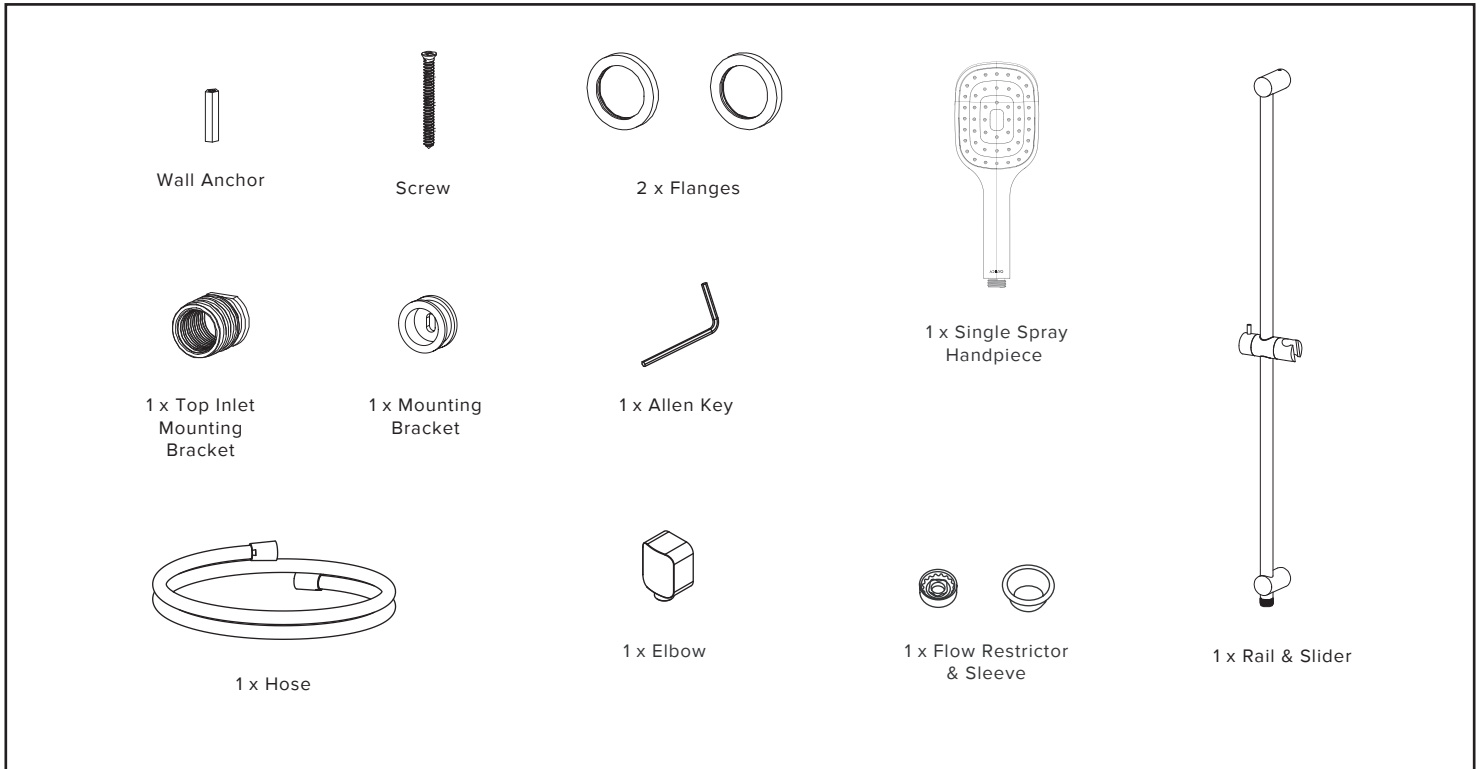 Wall Anchor
Screw
2 x Flanges
1 x Single Spray
Handpiece
1 x Top Inlet
Mounting
Bracket
1 x Mounting
Bracket
1 x Allen Key
1 x Hose
1 x Elbow
1 x Flow Restrictor
& Sleeve
1 x Rail & Slider